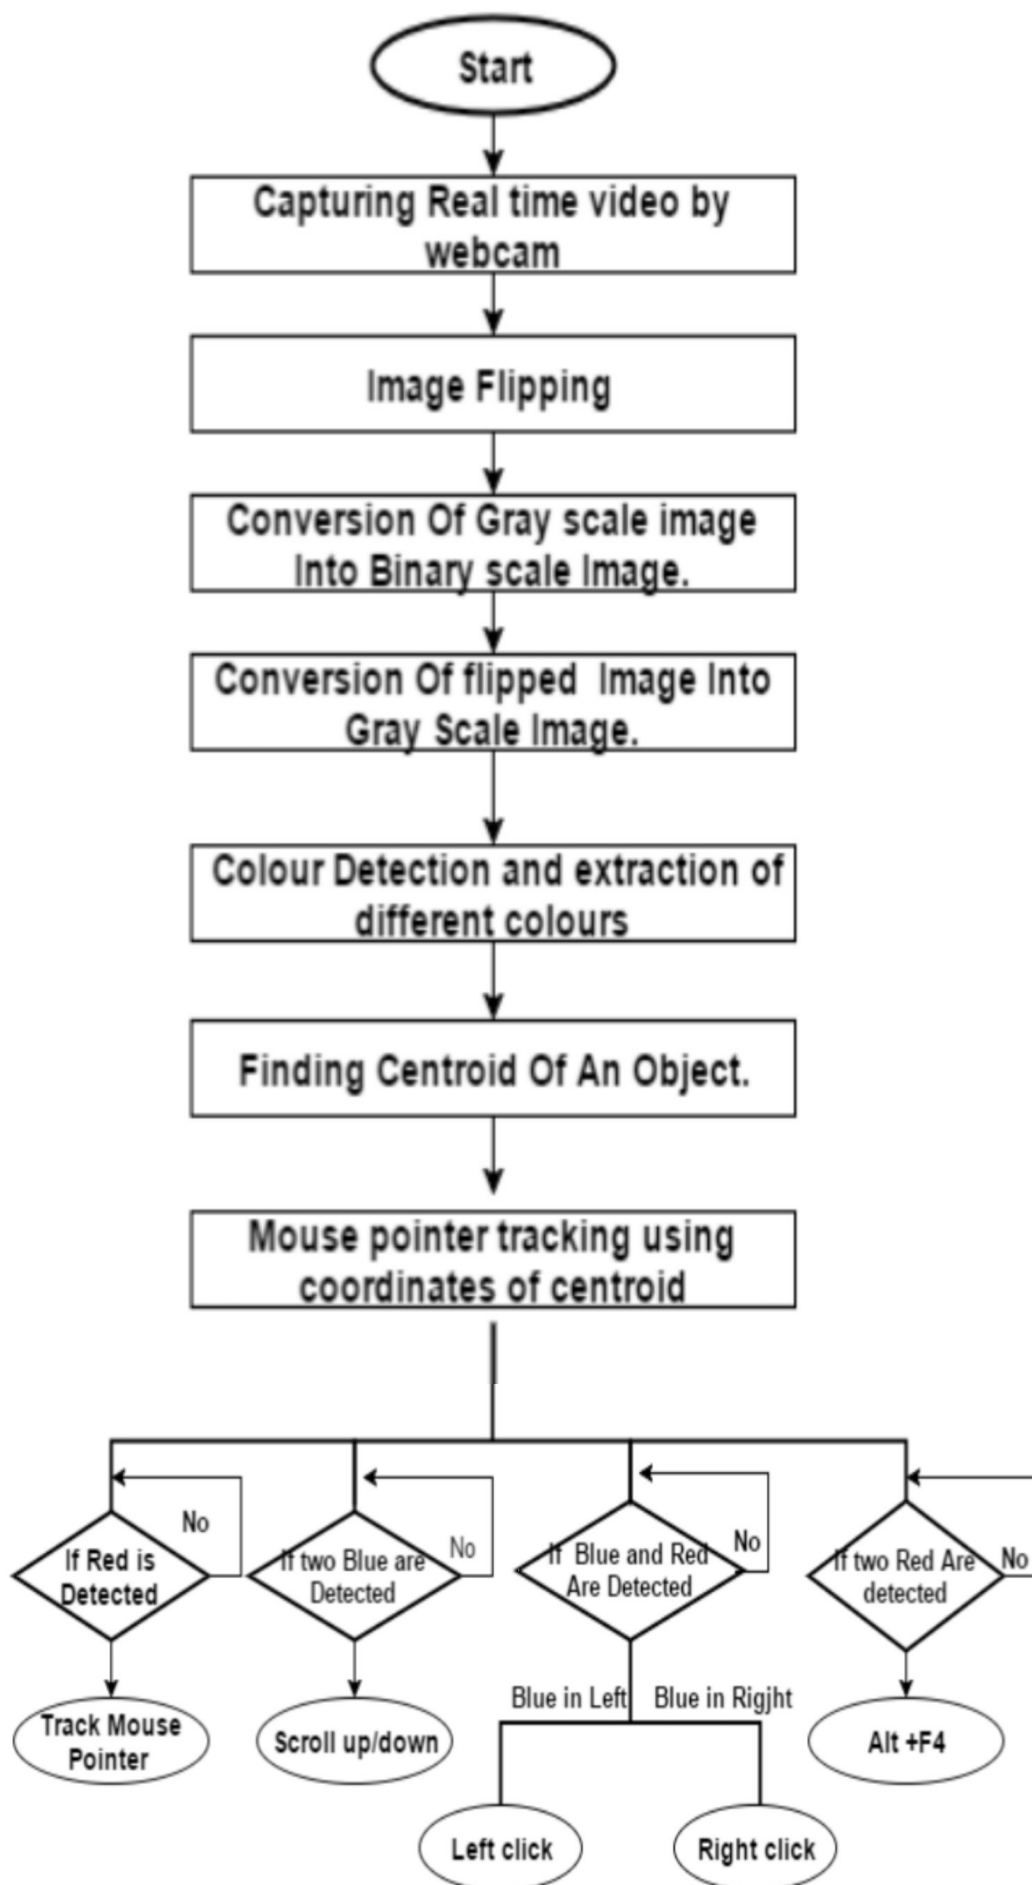 Start
Capturing Real time video by
webcam
Image Flipping
Conversion Of Gray scale image
Into Binary scale Image.
Conversion Of flipped Image Into
Gray Scale Image.
Colour Detection and extraction of
different colours
Finding Centroid Of An Object.
Mouse pointer tracking using
coordinates of centroid
No
If Red is
Detected
No
If two Blue are
Detected
No
If Blue and Red
Are Detected
No
If two Red Are
detected
Track Mouse
Pointer
Scroll up/down
Blue in Left
Blue in Rigjht
Alt +F4
Left click
Right click